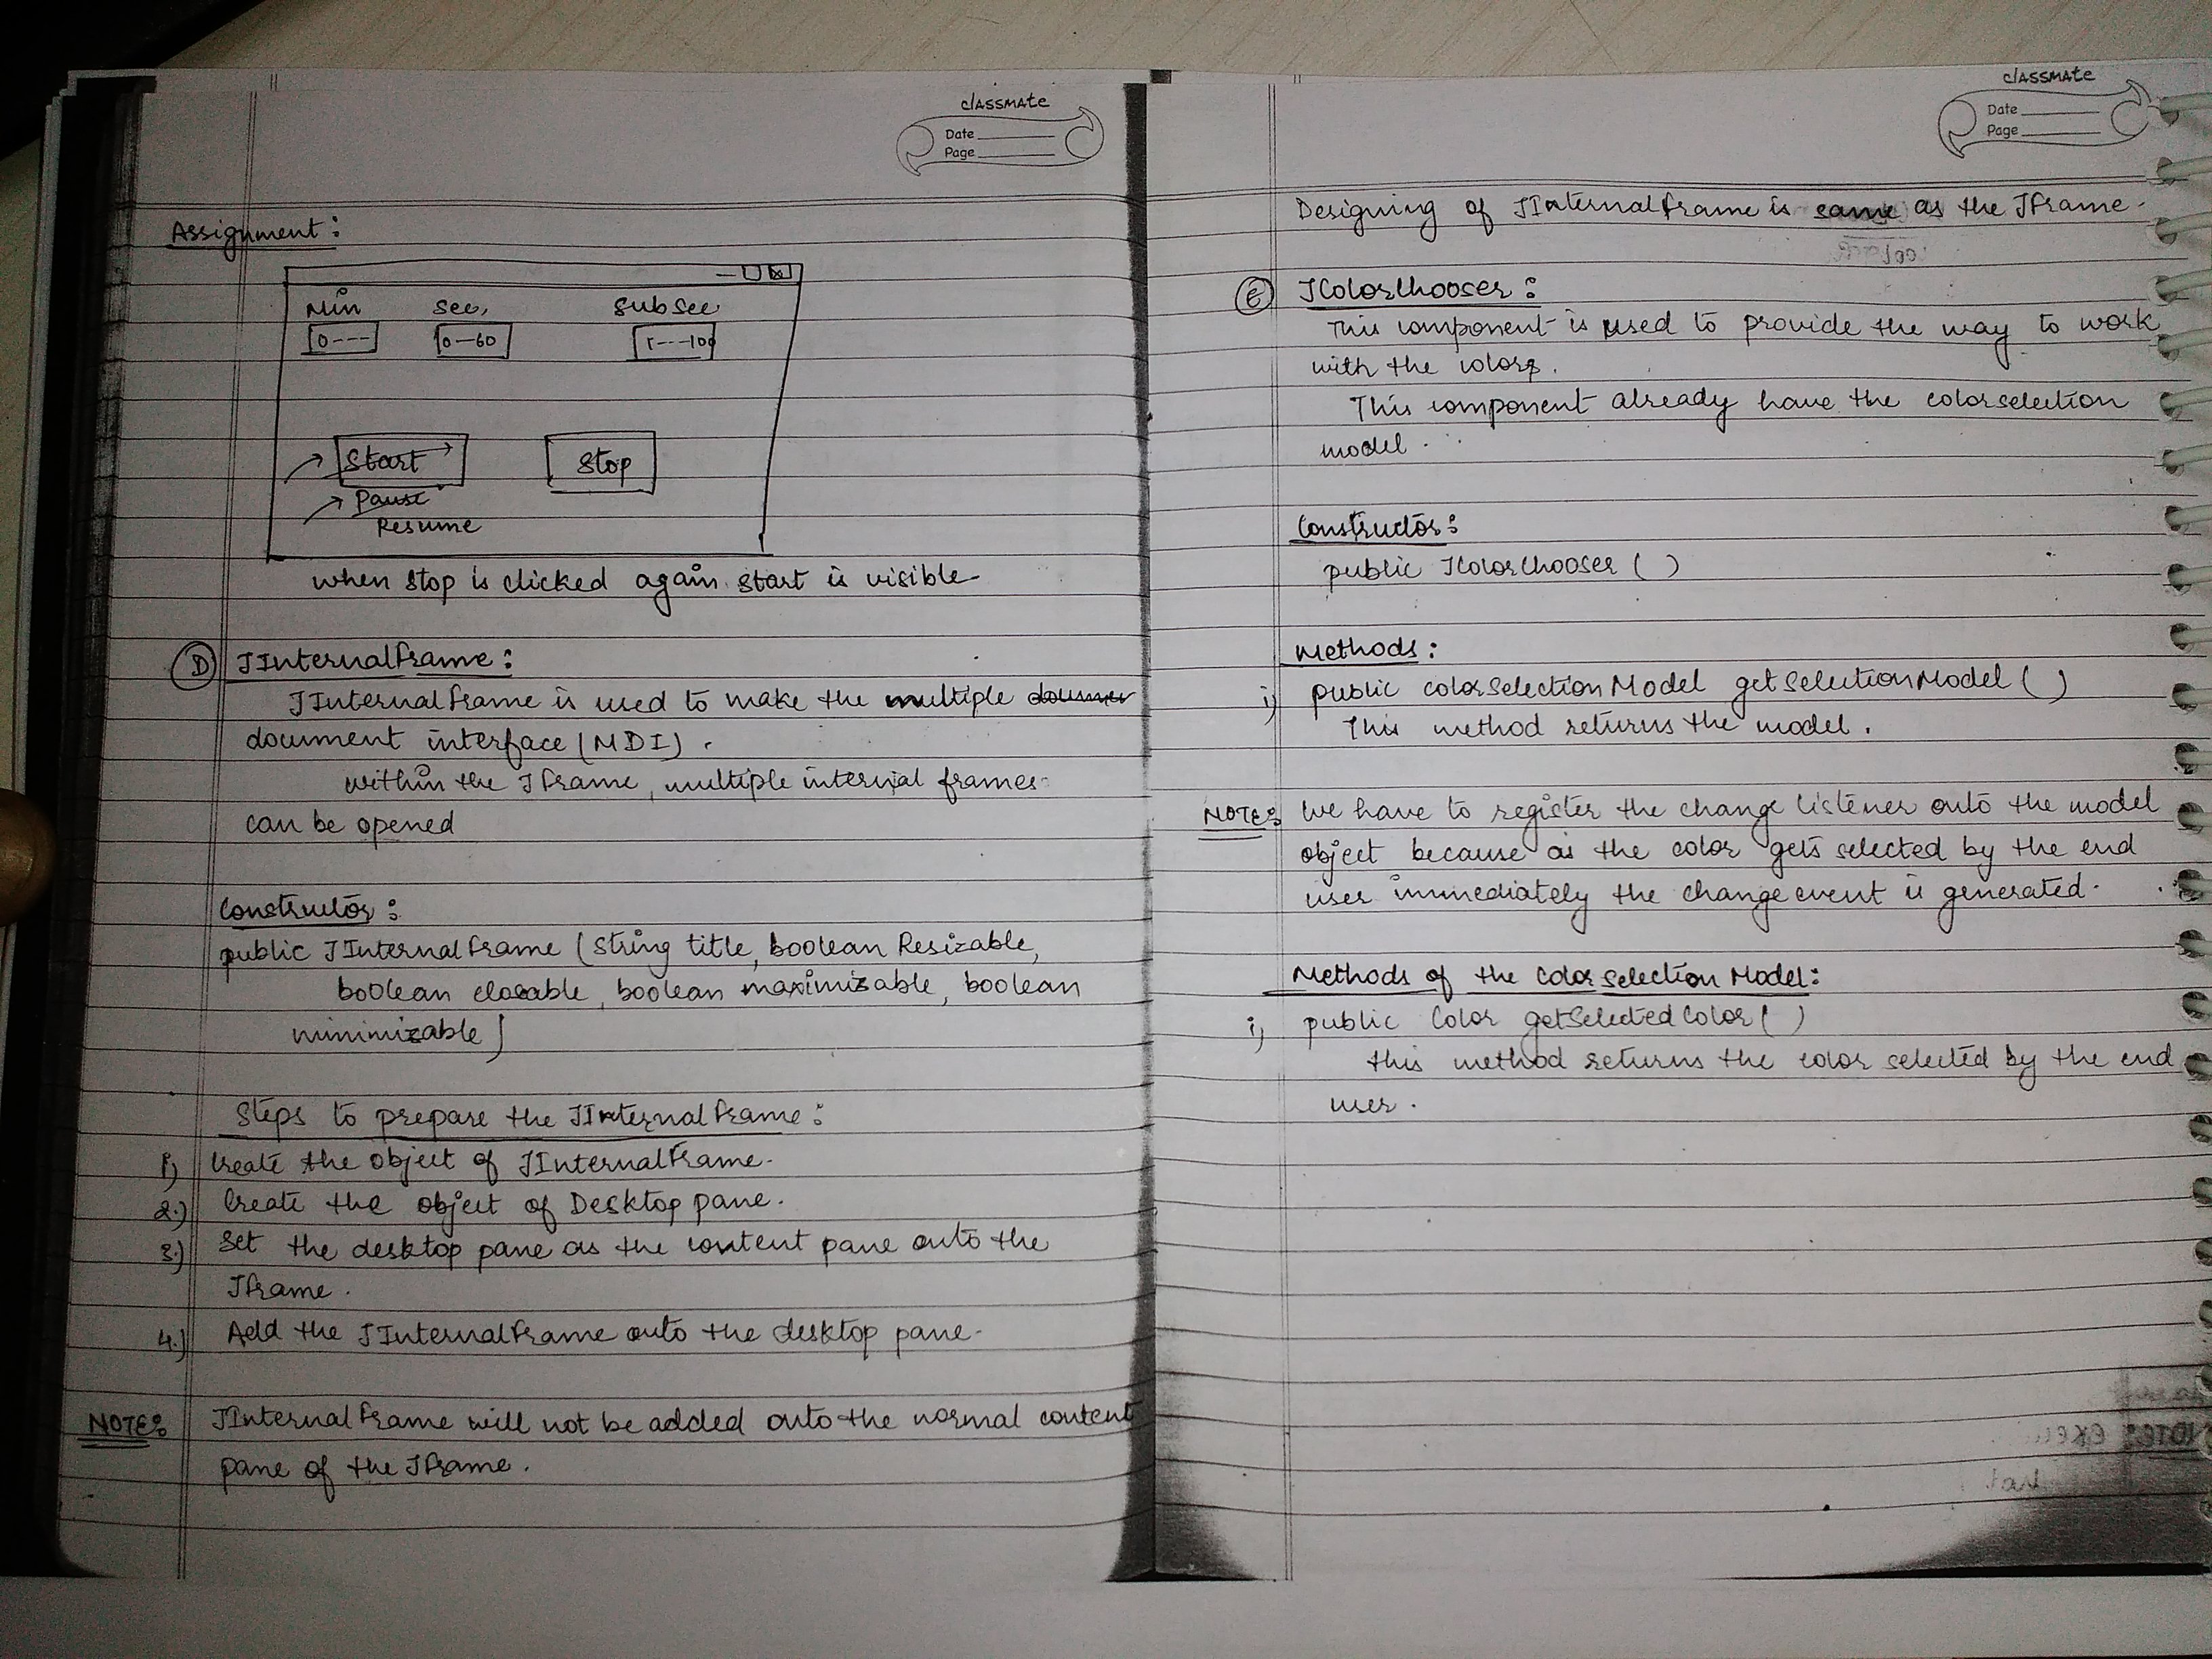 classmate
Date
Page
Assignment:
Min sec. subsec
0--- 0-60 1---100
Start Stop
Pause
Resume
when stop is clicked again start is visible.
D JInternalFrame:
JInternalFrame is used to make the multiple
document interface (MDI).
within the JFrame, multiple internal frames
can be opened
Constructor:
public JInternalFrame (String title, boolean Resizable,
boolean closable, boolean maximizable, boolean
minimizable)
Steps to prepare the JInternalFrame:
1) Create the object of JInternalFrame.
2.) Create the object of Desktop pane.
3.) Set the desktop pane as the content pane onto the
JFrame.
4.) Add the JInternalFrame onto the desktop pane.
NOTE: JInternalFrame will not be added onto the normal content
pane of the JFrame.
classmate
Date
Page
Designing of JInternalFrame is same as the JFrame.
E JColorChooser:
This component is used to provide the way to work
with the colors.
This component already have the colorselection
model.
Constructor:
public JColorChooser ( )
Methods:
i) public colorSelectionModel getSelectionModel ( )
This method returns the model.
NOTE: We have to register the change listener onto the model
object because as the color gets selected by the end
user immediately the change event is generated.
Methods of the Color Selection Model:
i) public Color getSelectedColor ( )
this method returns the color selected by the end
user.